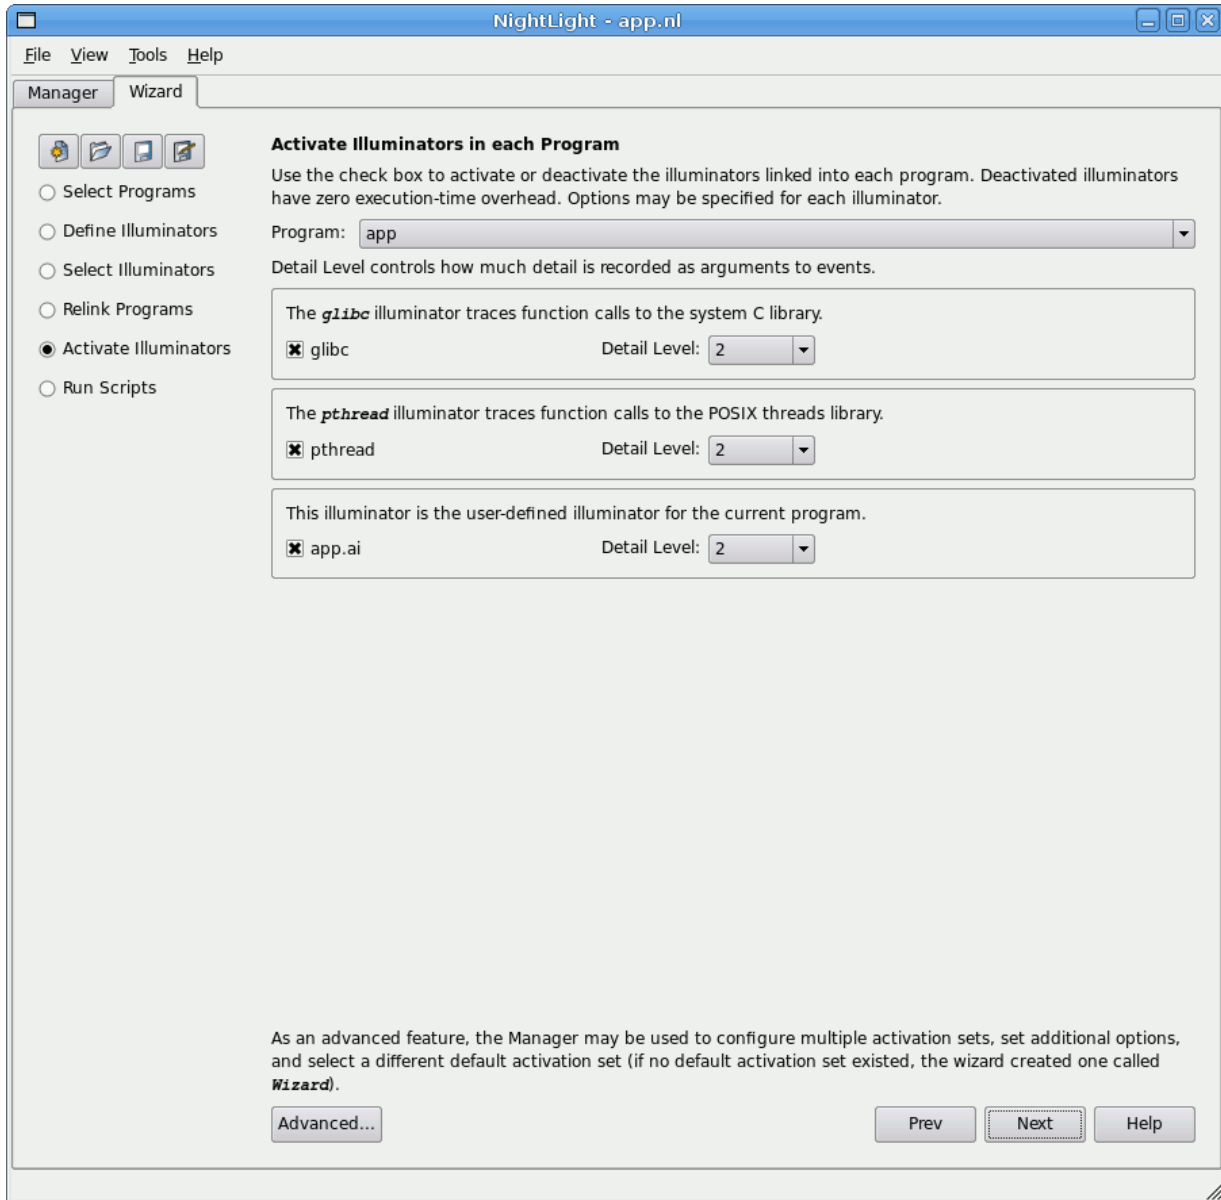 NightLight - app.nl
File View Tools Help
Manager Wizard
Activate Illuminators in each Program
Use the check box to activate or deactivate the illuminators linked into each program. Deactivated illuminators
have zero execution-time overhead. Options may be specified for each illuminator.
Select Programs
Define Illuminators
Select Illuminators
Relink Programs
Activate Illuminators
Run Scripts
Program: app
Detail Level controls how much detail is recorded as arguments to events.
The glibc illuminator traces function calls to the system C library.
glibc Detail Level: 2
The pthread illuminator traces function calls to the POSIX threads library.
pthread Detail Level: 2
This illuminator is the user-defined illuminator for the current program.
app.ai Detail Level: 2
As an advanced feature, the Manager may be used to configure multiple activation sets, set additional options,
and select a different default activation set (if no default activation set existed, the wizard created one called
Wizard).
Advanced... Prev Next Help